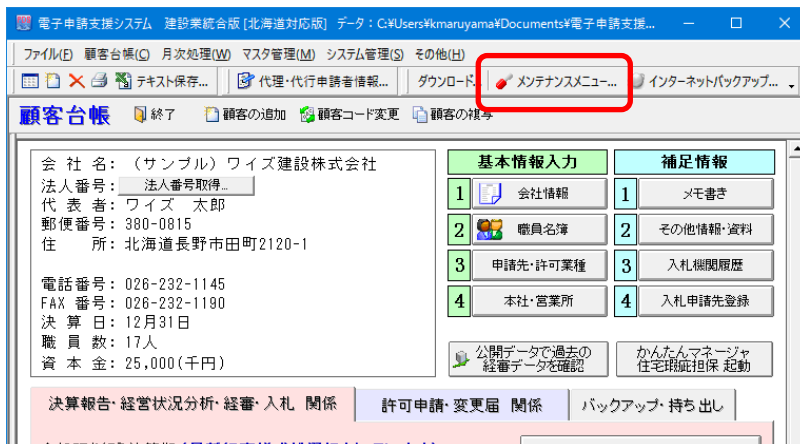 電子申請支援システム 建設業統合版 [北海道対応版] データ：C:¥Users¥kmaruyama¥Documents¥電子申請支援...
ファイル(F) 顧客台帳(C) 月次処理(W) マスタ管理(M) システム管理(S) その他(H)
テキスト保存... 代理・代行申請者情報... ダウンロード... メンテナンスメニュー... インターネットバックアップ...
顧客台帳 終了 顧客の追加 顧客コード変更 顧客の複写
会 社 名： （サンプル）ワイズ建設株式会社
法人番号： 法人番号取得...
代 表 者：ワイズ 太郎
郵便番号：380-0815
住 所：北海道長野市田町2120-1
電話番号：026-232-1145
FAX 番号：026-232-1190
決 算 日：12月31日
職 員 数：17人
資 本 金：25,000(千円)
基本情報入力
1 会社情報
2 職員名簿
3 申請先・許可業種
4 本社・営業所
公開データで過去の
経審データを確認
補足情報
1 メモ書き
2 その他情報・資料
3 入札機関履歴
4 入札申請先登録
かんたんマネージャ
住宅瑕疵担保 起動
決算報告・経営状況分析・経審・入札 関係 許可申請・変更届 関係 バックアップ・持ち出し